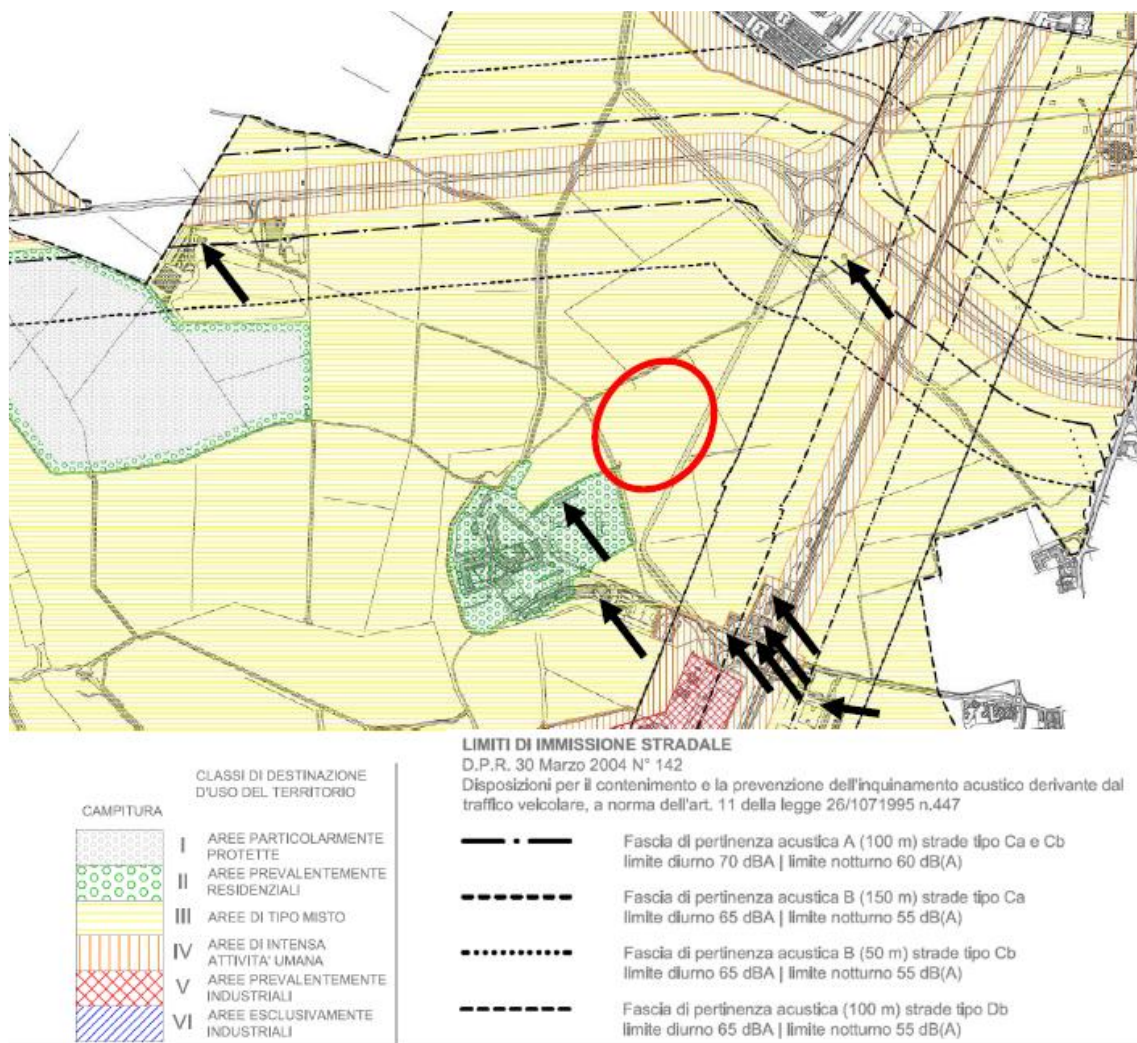 LIMITI DI IMMISSIONE STRADALE
D.P.R. 30 Marzo 2004 N° 142
Disposizioni per il contenimento e la prevenzione dell'inquinamento acustico derivante dal
traffico veicolare, a norma dell'art. 11 della legge 26/1071995 n.447
CLASSI DI DESTINAZIONE
D'USO DEL TERRITORIO
CAMPITURA
I AREE PARTICOLARMENTE
PROTETTE
II AREE PREVALENTEMENTE
RESIDENZIALI
III AREE DI TIPO MISTO
IV AREE DI INTENSA
ATTIVITA' UMANA
V AREE PREVALENTEMENTE
INDUSTRIALI
VI AREE ESCLUSIVAMENTE
INDUSTRIALI
Fascia di pertinenza acustica A (100 m) strade tipo Ca e Cb
limite diurno 70 dBA | limite notturno 60 dB(A)
Fascia di pertinenza acustica B (150 m) strade tipo Ca
limite diurno 65 dBA | limite notturno 55 dB(A)
Fascia di pertinenza acustica B (50 m) strade tipo Cb
limite diurno 65 dBA | limite notturno 55 dB(A)
Fascia di pertinenza acustica (100 m) strade tipo Db
limite diurno 65 dBA | limite notturno 55 dB(A)